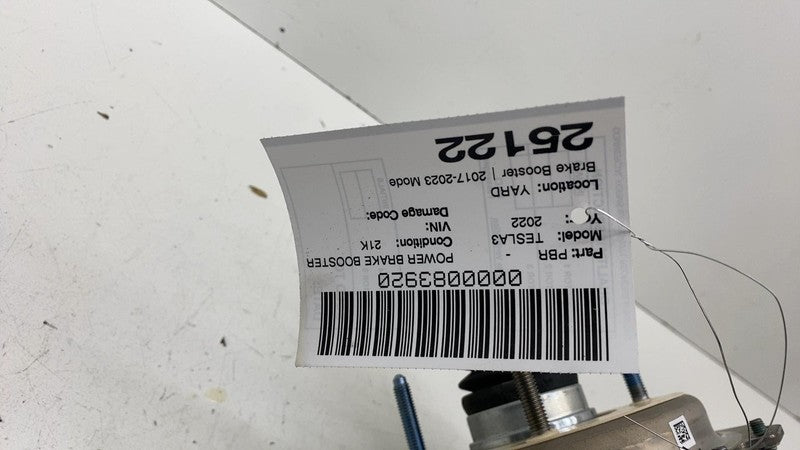 0000083920
Part: PBR - POWER BRAKE BOOSTER
Model: TESLA3 Condition: 21K
2022 VIN:
Damage Code:
Location: YARD
Brake Booster | 2017-2023 Mode
25122